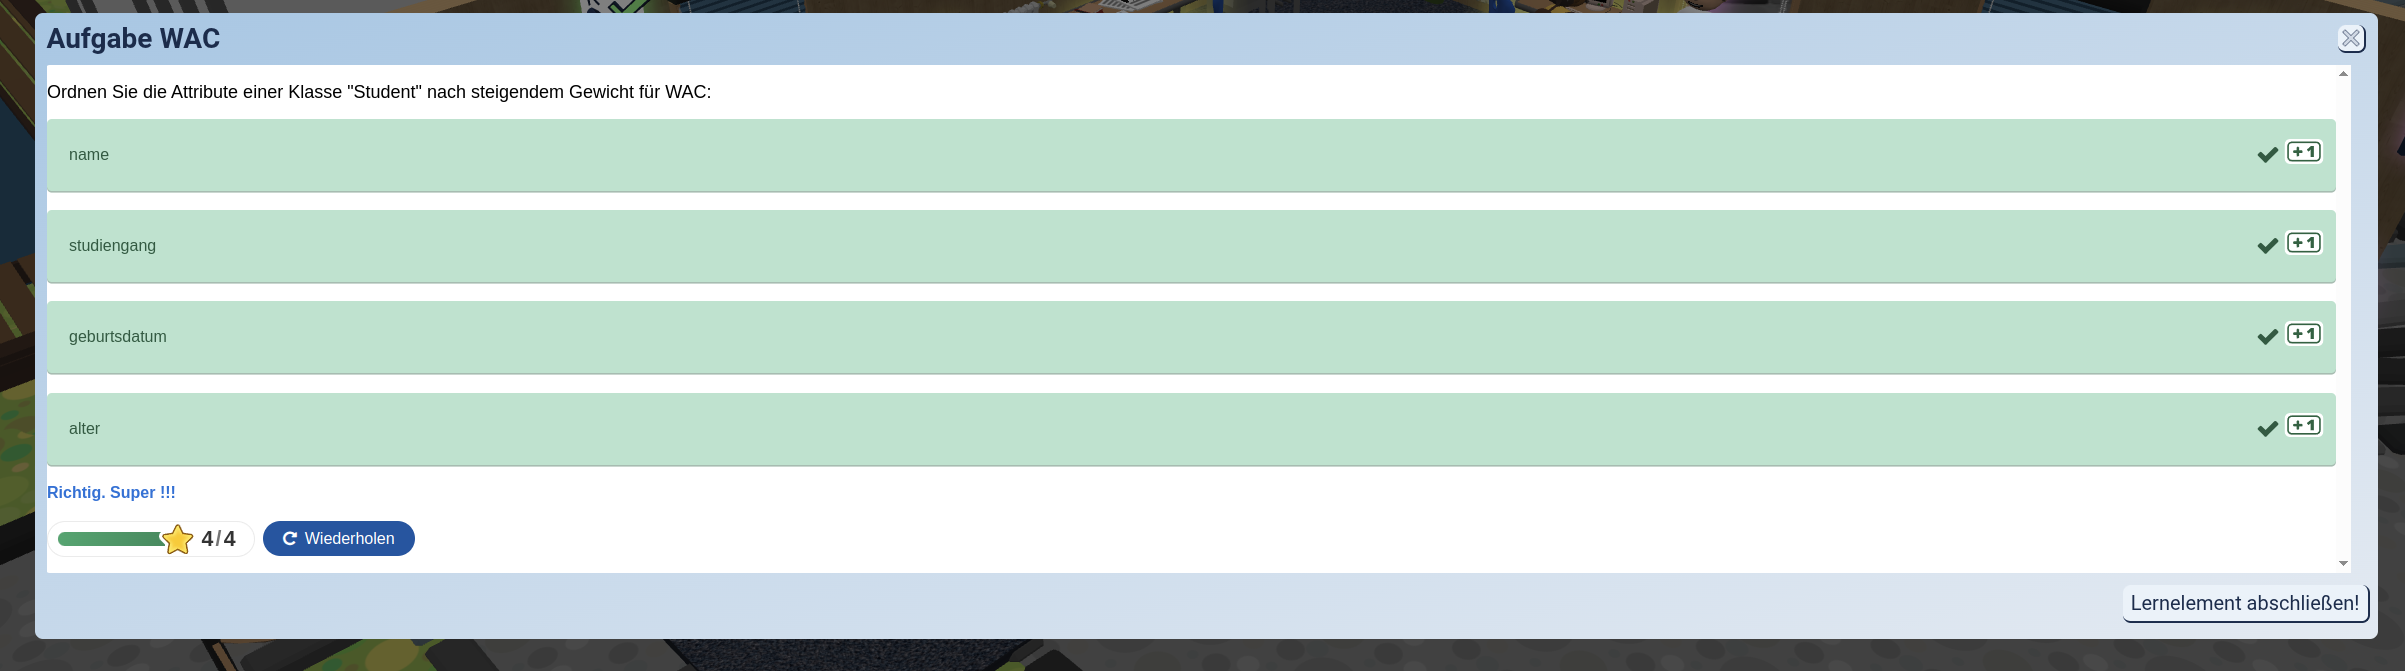 Aufgabe WAC
Ordnen Sie die Attribute einer Klasse "Student" nach steigendem Gewicht für WAC:
name
+1
studiengang
+1
geburtsdatum
+1
alter
+1
Richtig. Super !!!
4/4
Wiederholen
Lernelement abschließen!